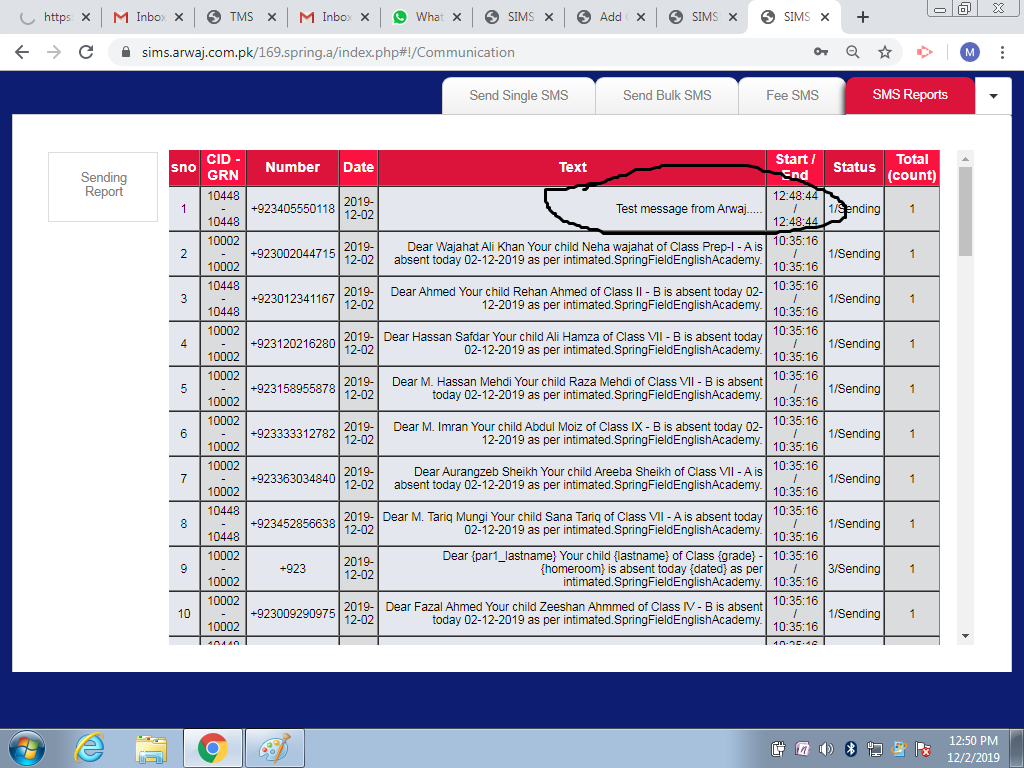 https:
Inbox
TMS
Inbox
What
SIMS
Add
SIMS
SIMS
sims.arwaj.com.pk/169.spring.a/index.php#!/Communication
M
Send Single SMS
Send Bulk SMS
Fee SMS
SMS Reports
Sending
Report
sno CID - GRN Number Date Text Start / End Status Total (count)
1 10448 - 10448 +923405550118 2019-12-02 Test message from Arwaj..... 12:48:44 / 12:48:44 1/Sending 1
2 10002 - 10002 +923002044715 2019-12-02 Dear Wajahat Ali Khan Your child Neha wajahat of Class Prep-I - A is absent today 02-12-2019 as per intimated.SpringFieldEnglishAcademy. 10:35:16 / 10:35:16 1/Sending 1
3 10448 - 10448 +923012341167 2019-12-02 Dear Ahmed Your child Rehan Ahmed of Class II - B is absent today 02-12-2019 as per intimated.SpringFieldEnglishAcademy. 10:35:16 / 10:35:16 1/Sending 1
4 10002 - 10002 +923120216280 2019-12-02 Dear Hassan Safdar Your child Ali Hamza of Class VII - B is absent today 02-12-2019 as per intimated.SpringFieldEnglishAcademy. 10:35:16 / 10:35:16 1/Sending 1
5 10002 - 10002 +923158955878 2019-12-02 Dear M. Hassan Mehdi Your child Raza Mehdi of Class VII - B is absent today 02-12-2019 as per intimated.SpringFieldEnglishAcademy. 10:35:16 / 10:35:16 1/Sending 1
6 10002 - 10002 +923333312782 2019-12-02 Dear M. Imran Your child Abdul Moiz of Class IX - B is absent today 02-12-2019 as per intimated.SpringFieldEnglishAcademy. 10:35:16 / 10:35:16 1/Sending 1
7 10002 - 10002 +923363034840 2019-12-02 Dear Aurangzeb Sheikh Your child Areeba Sheikh of Class VII - A is absent today 02-12-2019 as per intimated.SpringFieldEnglishAcademy. 10:35:16 / 10:35:16 1/Sending 1
8 10448 - 10448 +923452856638 2019-12-02 Dear M. Tariq Mungi Your child Sana Tariq of Class VII - A is absent today 02-12-2019 as per intimated.SpringFieldEnglishAcademy. 10:35:16 / 10:35:16 1/Sending 1
9 10002 - 10002 +923 2019-12-02 Dear {par1_lastname} Your child {lastname} of Class {grade} - {homeroom} is absent today {dated} as per intimated.SpringFieldEnglishAcademy. 10:35:16 / 10:35:16 3/Sending 1
10 10002 - 10002 +923009290975 2019-12-02 Dear Fazal Ahmed Your child Zeeshan Ahmmed of Class IV - B is absent today 02-12-2019 as per intimated.SpringFieldEnglishAcademy. 10:35:16 / 10:35:16 1/Sending 1
12:50 PM
12/2/2019